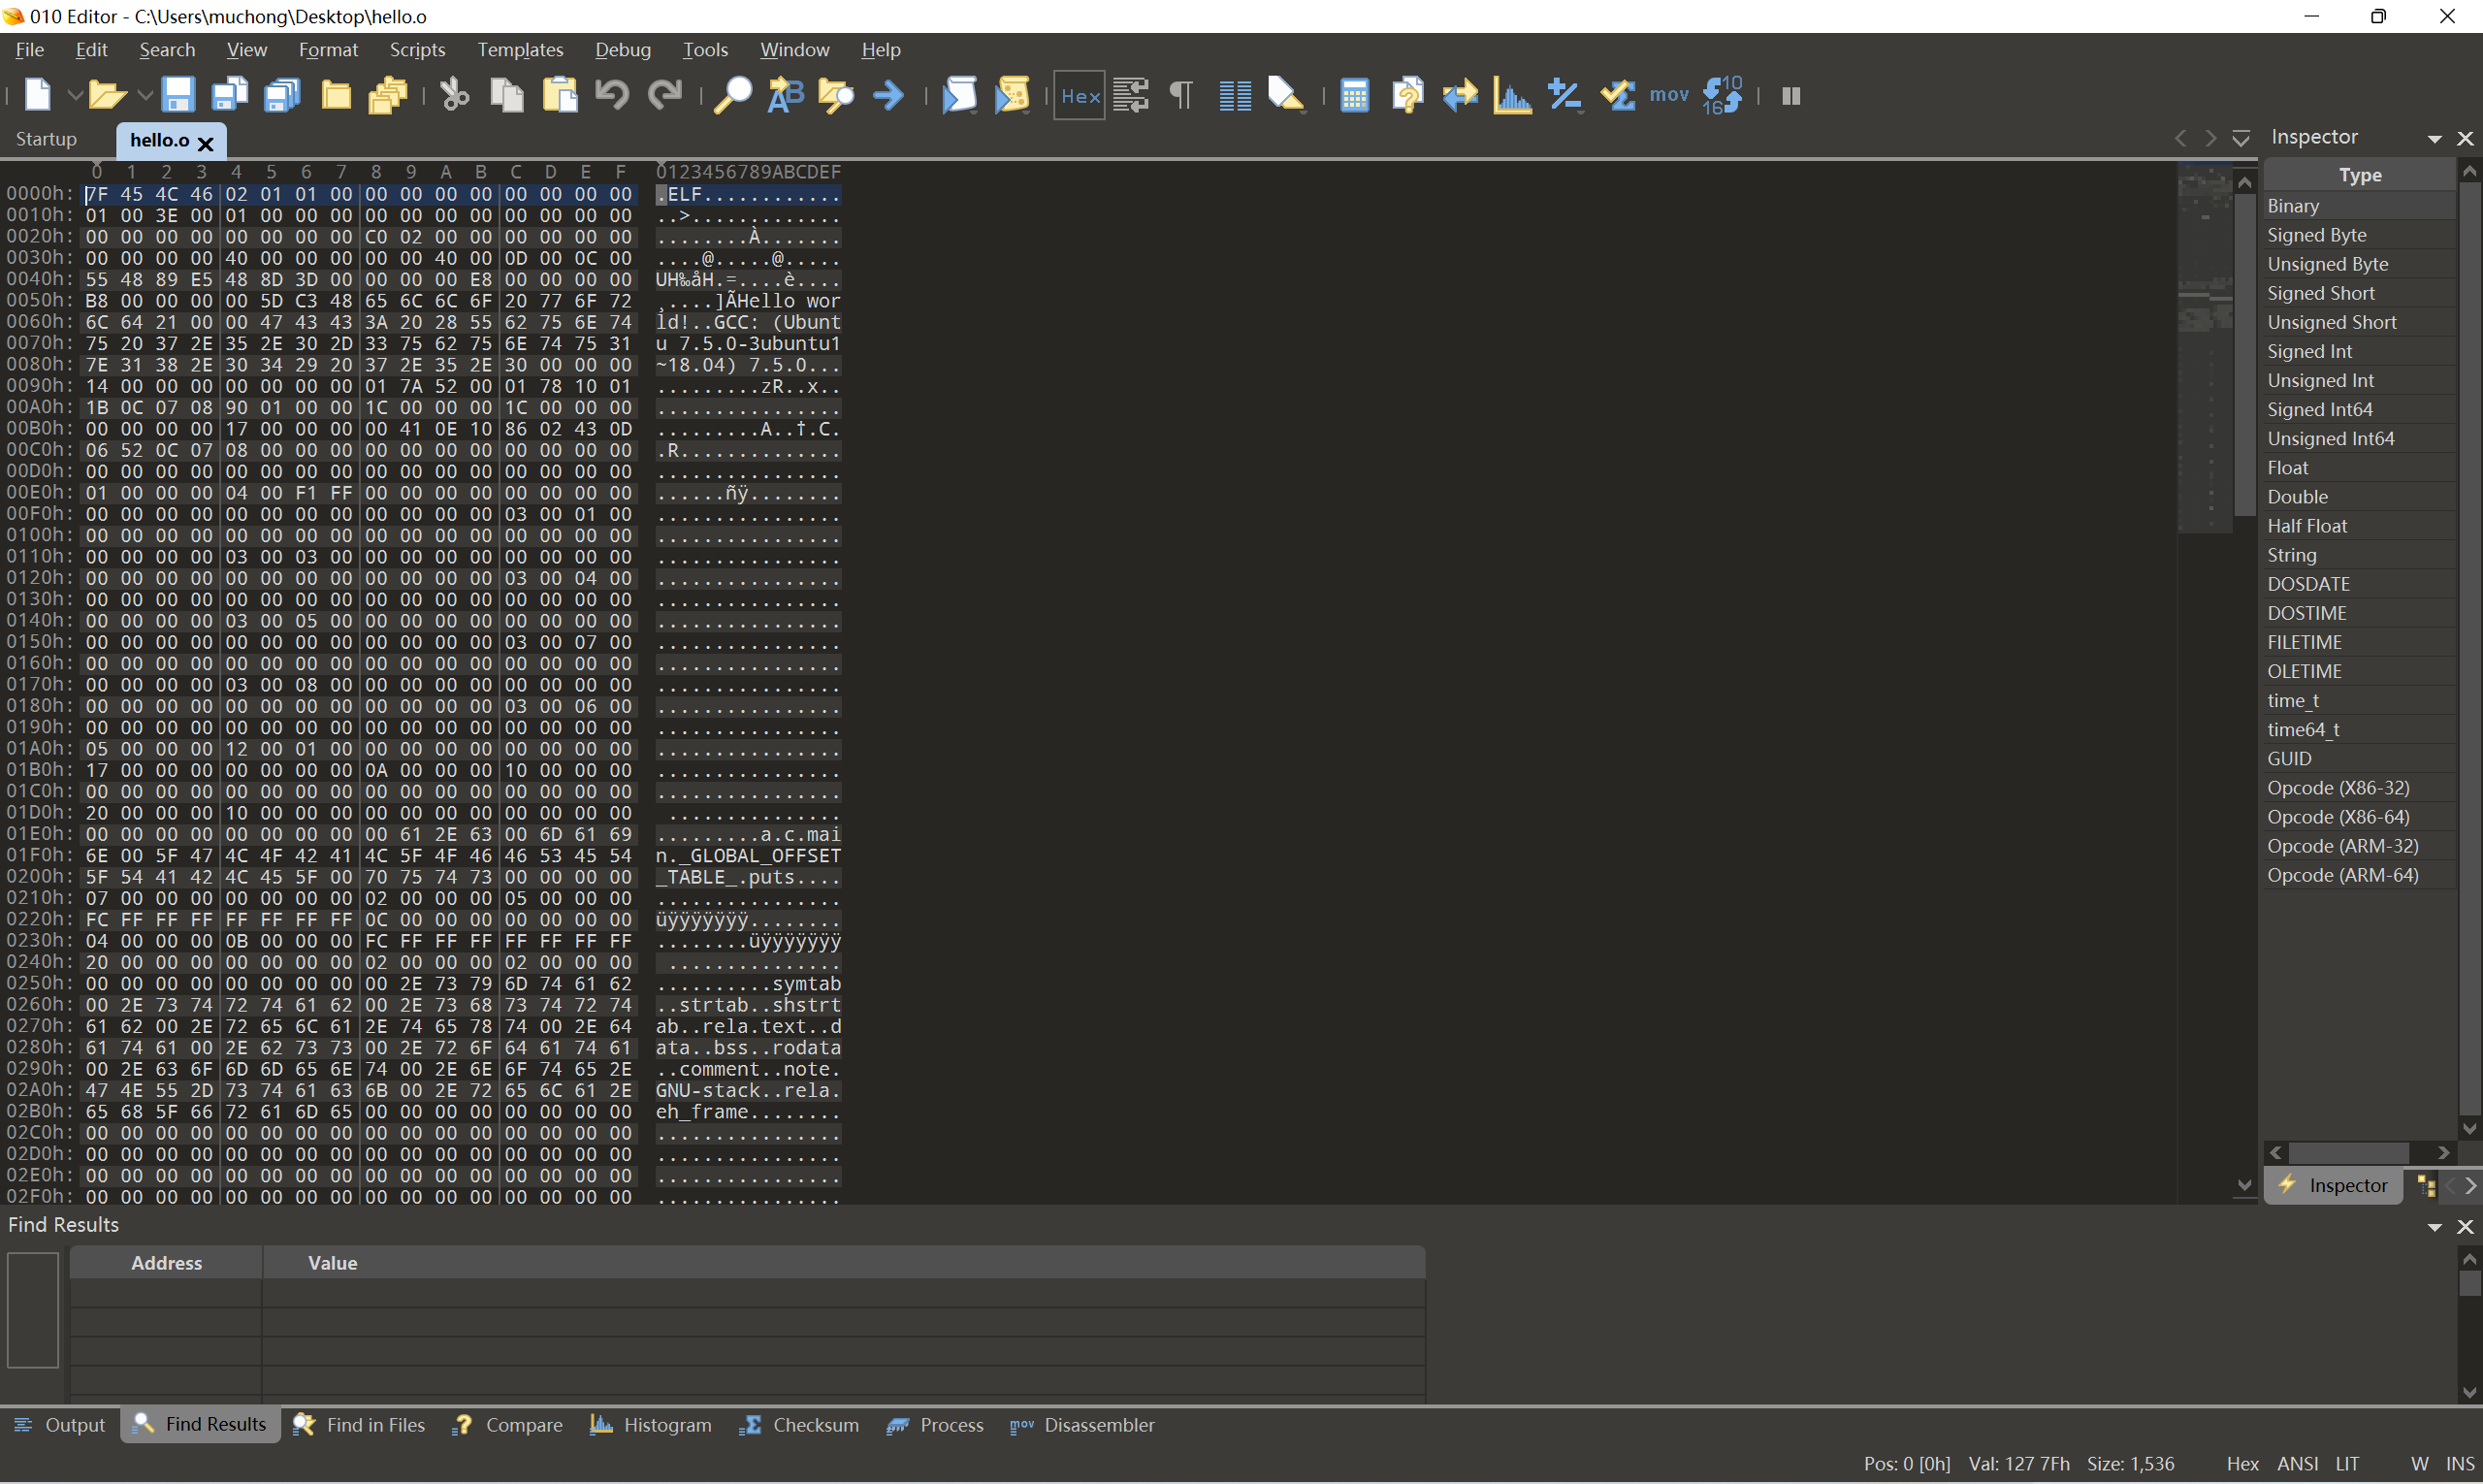 010 Editor - C:\Users\muchong\Desktop\hello.o
File Edit Search View Format Scripts Templates Debug Tools Window Help
Hex mov
Startup hello.o Inspector
0 1 2 3 4 5 6 7 8 9 A B C D E F 0123456789ABCDEF
0000h: 7F 45 4C 46 02 01 01 00 00 00 00 00 00 00 00 00 .ELF............
0010h: 01 00 3E 00 01 00 00 00 00 00 00 00 00 00 00 00 ..>.............
0020h: 00 00 00 00 00 00 00 00 C0 02 00 00 00 00 00 00 ........À.......
0030h: 00 00 00 00 40 00 00 00 00 00 40 00 0D 00 0C 00 ....@.....@.....
0040h: 55 48 89 E5 48 8D 3D 00 00 00 00 E8 00 00 00 00 UH‰åH.=....è....
0050h: B8 00 00 00 00 5D C3 48 65 6C 6C 6F 20 77 6F 72 ¸....]ÃHello wor
0060h: 6C 64 21 00 00 47 43 43 3A 20 28 55 62 75 6E 74 ld!..GCC: (Ubunt
0070h: 75 20 37 2E 35 2E 30 2D 33 75 62 75 6E 74 75 31 u 7.5.0-3ubuntu1
0080h: 7E 31 38 2E 30 34 29 20 37 2E 35 2E 30 00 00 00 ~18.04) 7.5.0...
0090h: 14 00 00 00 00 00 00 00 01 7A 52 00 01 78 10 01 .........zR..x..
00A0h: 1B 0C 07 08 90 01 00 00 1C 00 00 00 1C 00 00 00 ................
00B0h: 00 00 00 00 17 00 00 00 00 41 0E 10 86 02 43 0D .........A..†.C.
00C0h: 06 52 0C 07 08 00 00 00 00 00 00 00 00 00 00 00 .R..............
00D0h: 00 00 00 00 00 00 00 00 00 00 00 00 00 00 00 00 ................
00E0h: 01 00 00 00 04 00 F1 FF 00 00 00 00 00 00 00 00 ......ñÿ........
00F0h: 00 00 00 00 00 00 00 00 00 00 00 00 03 00 01 00 ................
0100h: 00 00 00 00 00 00 00 00 00 00 00 00 00 00 00 00 ................
0110h: 00 00 00 00 03 00 03 00 00 00 00 00 00 00 00 00 ................
0120h: 00 00 00 00 00 00 00 00 00 00 00 00 03 00 04 00 ................
0130h: 00 00 00 00 00 00 00 00 00 00 00 00 00 00 00 00 ................
0140h: 00 00 00 00 03 00 05 00 00 00 00 00 00 00 00 00 ................
0150h: 00 00 00 00 00 00 00 00 00 00 00 00 03 00 07 00 ................
0160h: 00 00 00 00 00 00 00 00 00 00 00 00 00 00 00 00 ................
0170h: 00 00 00 00 03 00 08 00 00 00 00 00 00 00 00 00 ................
0180h: 00 00 00 00 00 00 00 00 00 00 00 00 03 00 06 00 ................
0190h: 00 00 00 00 00 00 00 00 00 00 00 00 00 00 00 00 ................
01A0h: 05 00 00 00 12 00 01 00 00 00 00 00 00 00 00 00 ................
01B0h: 17 00 00 00 00 00 00 00 0A 00 00 00 10 00 00 00 ................
01C0h: 00 00 00 00 00 00 00 00 00 00 00 00 00 00 00 00 ................
01D0h: 20 00 00 00 10 00 00 00 00 00 00 00 00 00 00 00  ...............
01E0h: 00 00 00 00 00 00 00 00 00 61 2E 63 00 6D 61 69 .........a.c.mai
01F0h: 6E 00 5F 47 4C 4F 42 41 4C 5F 4F 46 46 53 45 54 n._GLOBAL_OFFSET
0200h: 5F 54 41 42 4C 45 5F 00 70 75 74 73 00 00 00 00 _TABLE_.puts....
0210h: 07 00 00 00 00 00 00 00 02 00 00 00 05 00 00 00 ................
0220h: FC FF FF FF FF FF FF FF 0C 00 00 00 00 00 00 00 üÿÿÿÿÿÿÿ........
0230h: 04 00 00 00 0B 00 00 00 FC FF FF FF FF FF FF FF ........üÿÿÿÿÿÿÿ
0240h: 20 00 00 00 00 00 00 00 02 00 00 00 02 00 00 00  ...............
0250h: 00 00 00 00 00 00 00 00 00 2E 73 79 6D 74 61 62 ..........symtab
0260h: 00 2E 73 74 72 74 61 62 00 2E 73 68 73 74 72 74 ..strtab..shstrt
0270h: 61 62 00 2E 72 65 6C 61 2E 74 65 78 74 00 2E 64 ab..rela.text..d
0280h: 61 74 61 00 2E 62 73 73 00 2E 72 6F 64 61 74 61 ata..bss..rodata
0290h: 00 2E 63 6F 6D 6D 65 6E 74 00 2E 6E 6F 74 65 2E ..comment..note.
02A0h: 47 4E 55 2D 73 74 61 63 6B 00 2E 72 65 6C 61 2E GNU-stack..rela.
02B0h: 65 68 5F 66 72 61 6D 65 00 00 00 00 00 00 00 00 eh_frame........
02C0h: 00 00 00 00 00 00 00 00 00 00 00 00 00 00 00 00 ................
02D0h: 00 00 00 00 00 00 00 00 00 00 00 00 00 00 00 00 ................
02E0h: 00 00 00 00 00 00 00 00 00 00 00 00 00 00 00 00 ................
02F0h: 00 00 00 00 00 00 00 00 00 00 00 00 00 00 00 00 ................
Type
Binary
Signed Byte
Unsigned Byte
Signed Short
Unsigned Short
Signed Int
Unsigned Int
Signed Int64
Unsigned Int64
Float
Double
Half Float
String
DOSDATE
DOSTIME
FILETIME
OLETIME
time_t
time64_t
GUID
Opcode (X86-32)
Opcode (X86-64)
Opcode (ARM-32)
Opcode (ARM-64)
Inspector
Find Results
Address Value
Output Find Results Find in Files Compare Histogram Checksum Process mov Disassembler
Pos: 0 [0h] Val: 127 7Fh Size: 1,536 Hex ANSI LIT W INS